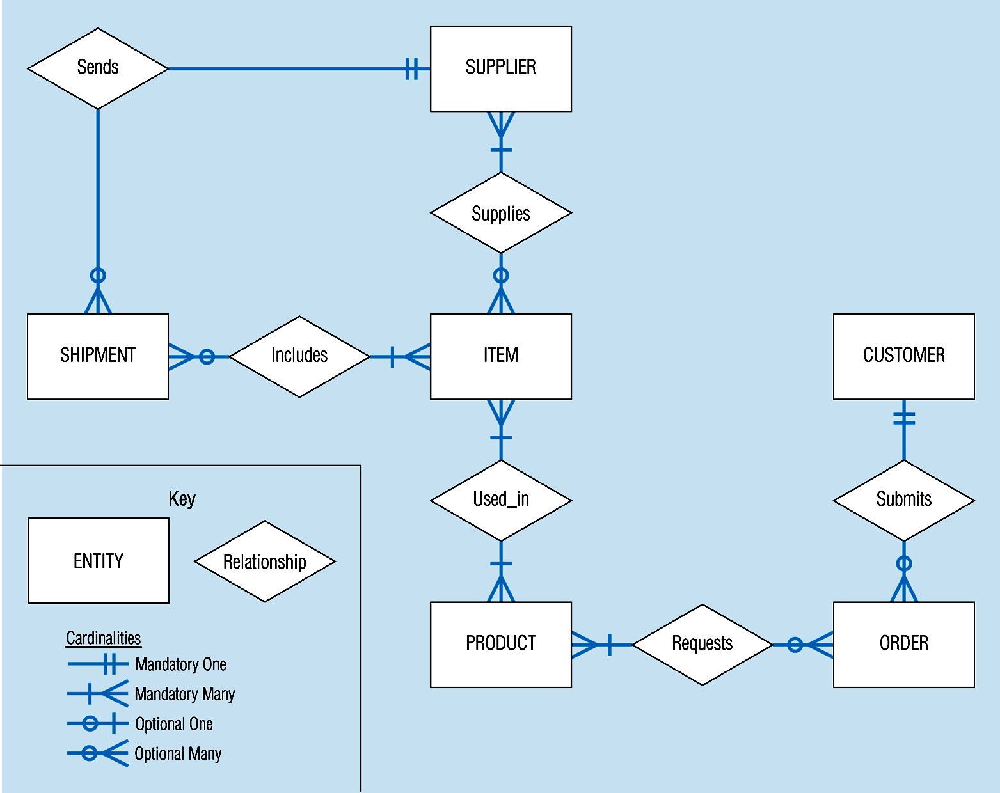 Sends
SUPPLIER
Supplies
SHIPMENT
Includes
ITEM
CUSTOMER
Used_in
Submits
PRODUCT
Requests
ORDER
Key
ENTITY
Relationship
Cardinalities
Mandatory One
Mandatory Many
Optional One
Optional Many